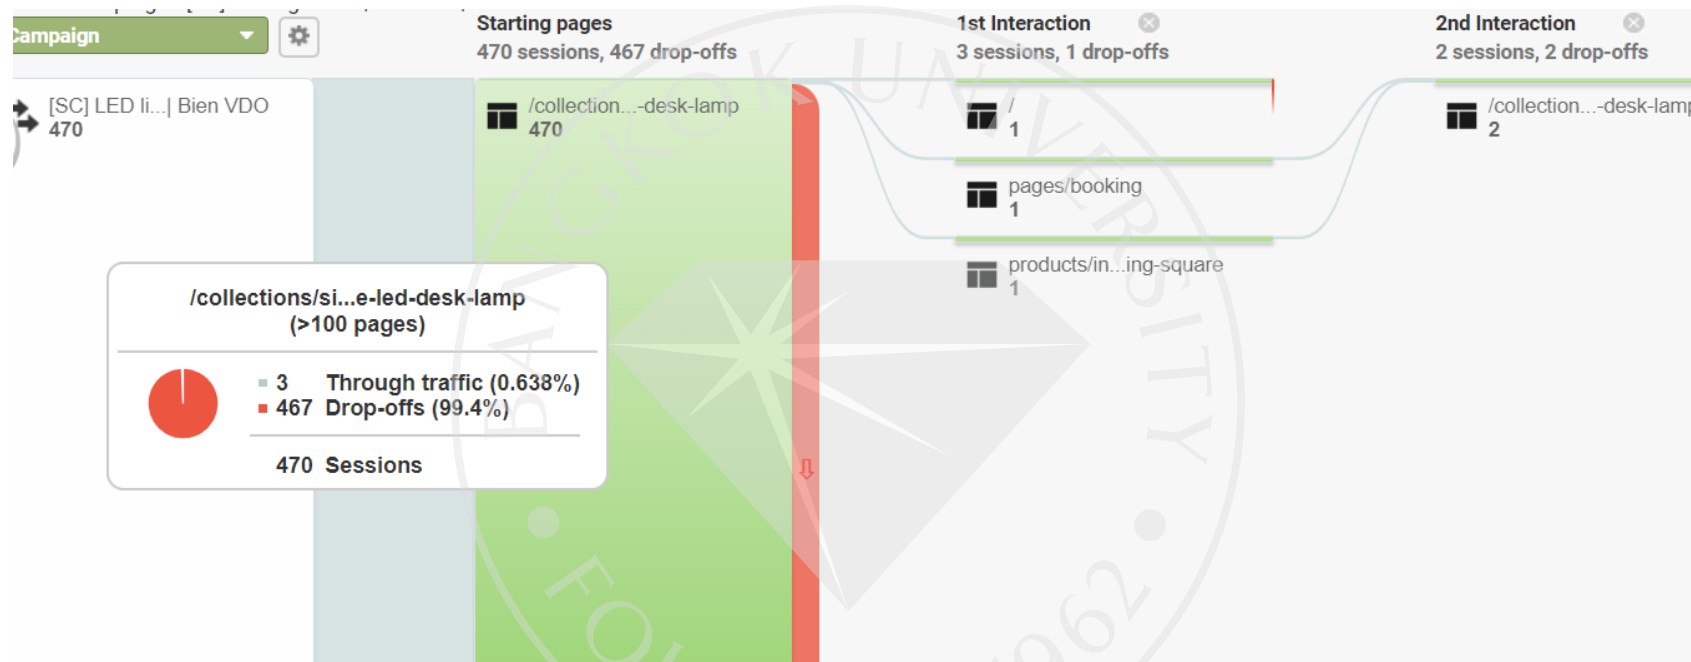 Campaign
Starting pages
470 sessions, 467 drop-offs
1st Interaction
3 sessions, 1 drop-offs
2nd Interaction
2 sessions, 2 drop-offs
[SC] LED li...| Bien VDO
470
/collection...-desk-lamp
470
/
1
pages/booking
1
products/in...ing-square
1
/collection...-desk-lamp
2
/collections/si...e-led-desk-lamp
(>100 pages)
3 Through traffic (0.638%)
467 Drop-offs (99.4%)
470 Sessions
BANGKOK UNIVERSITY
1962